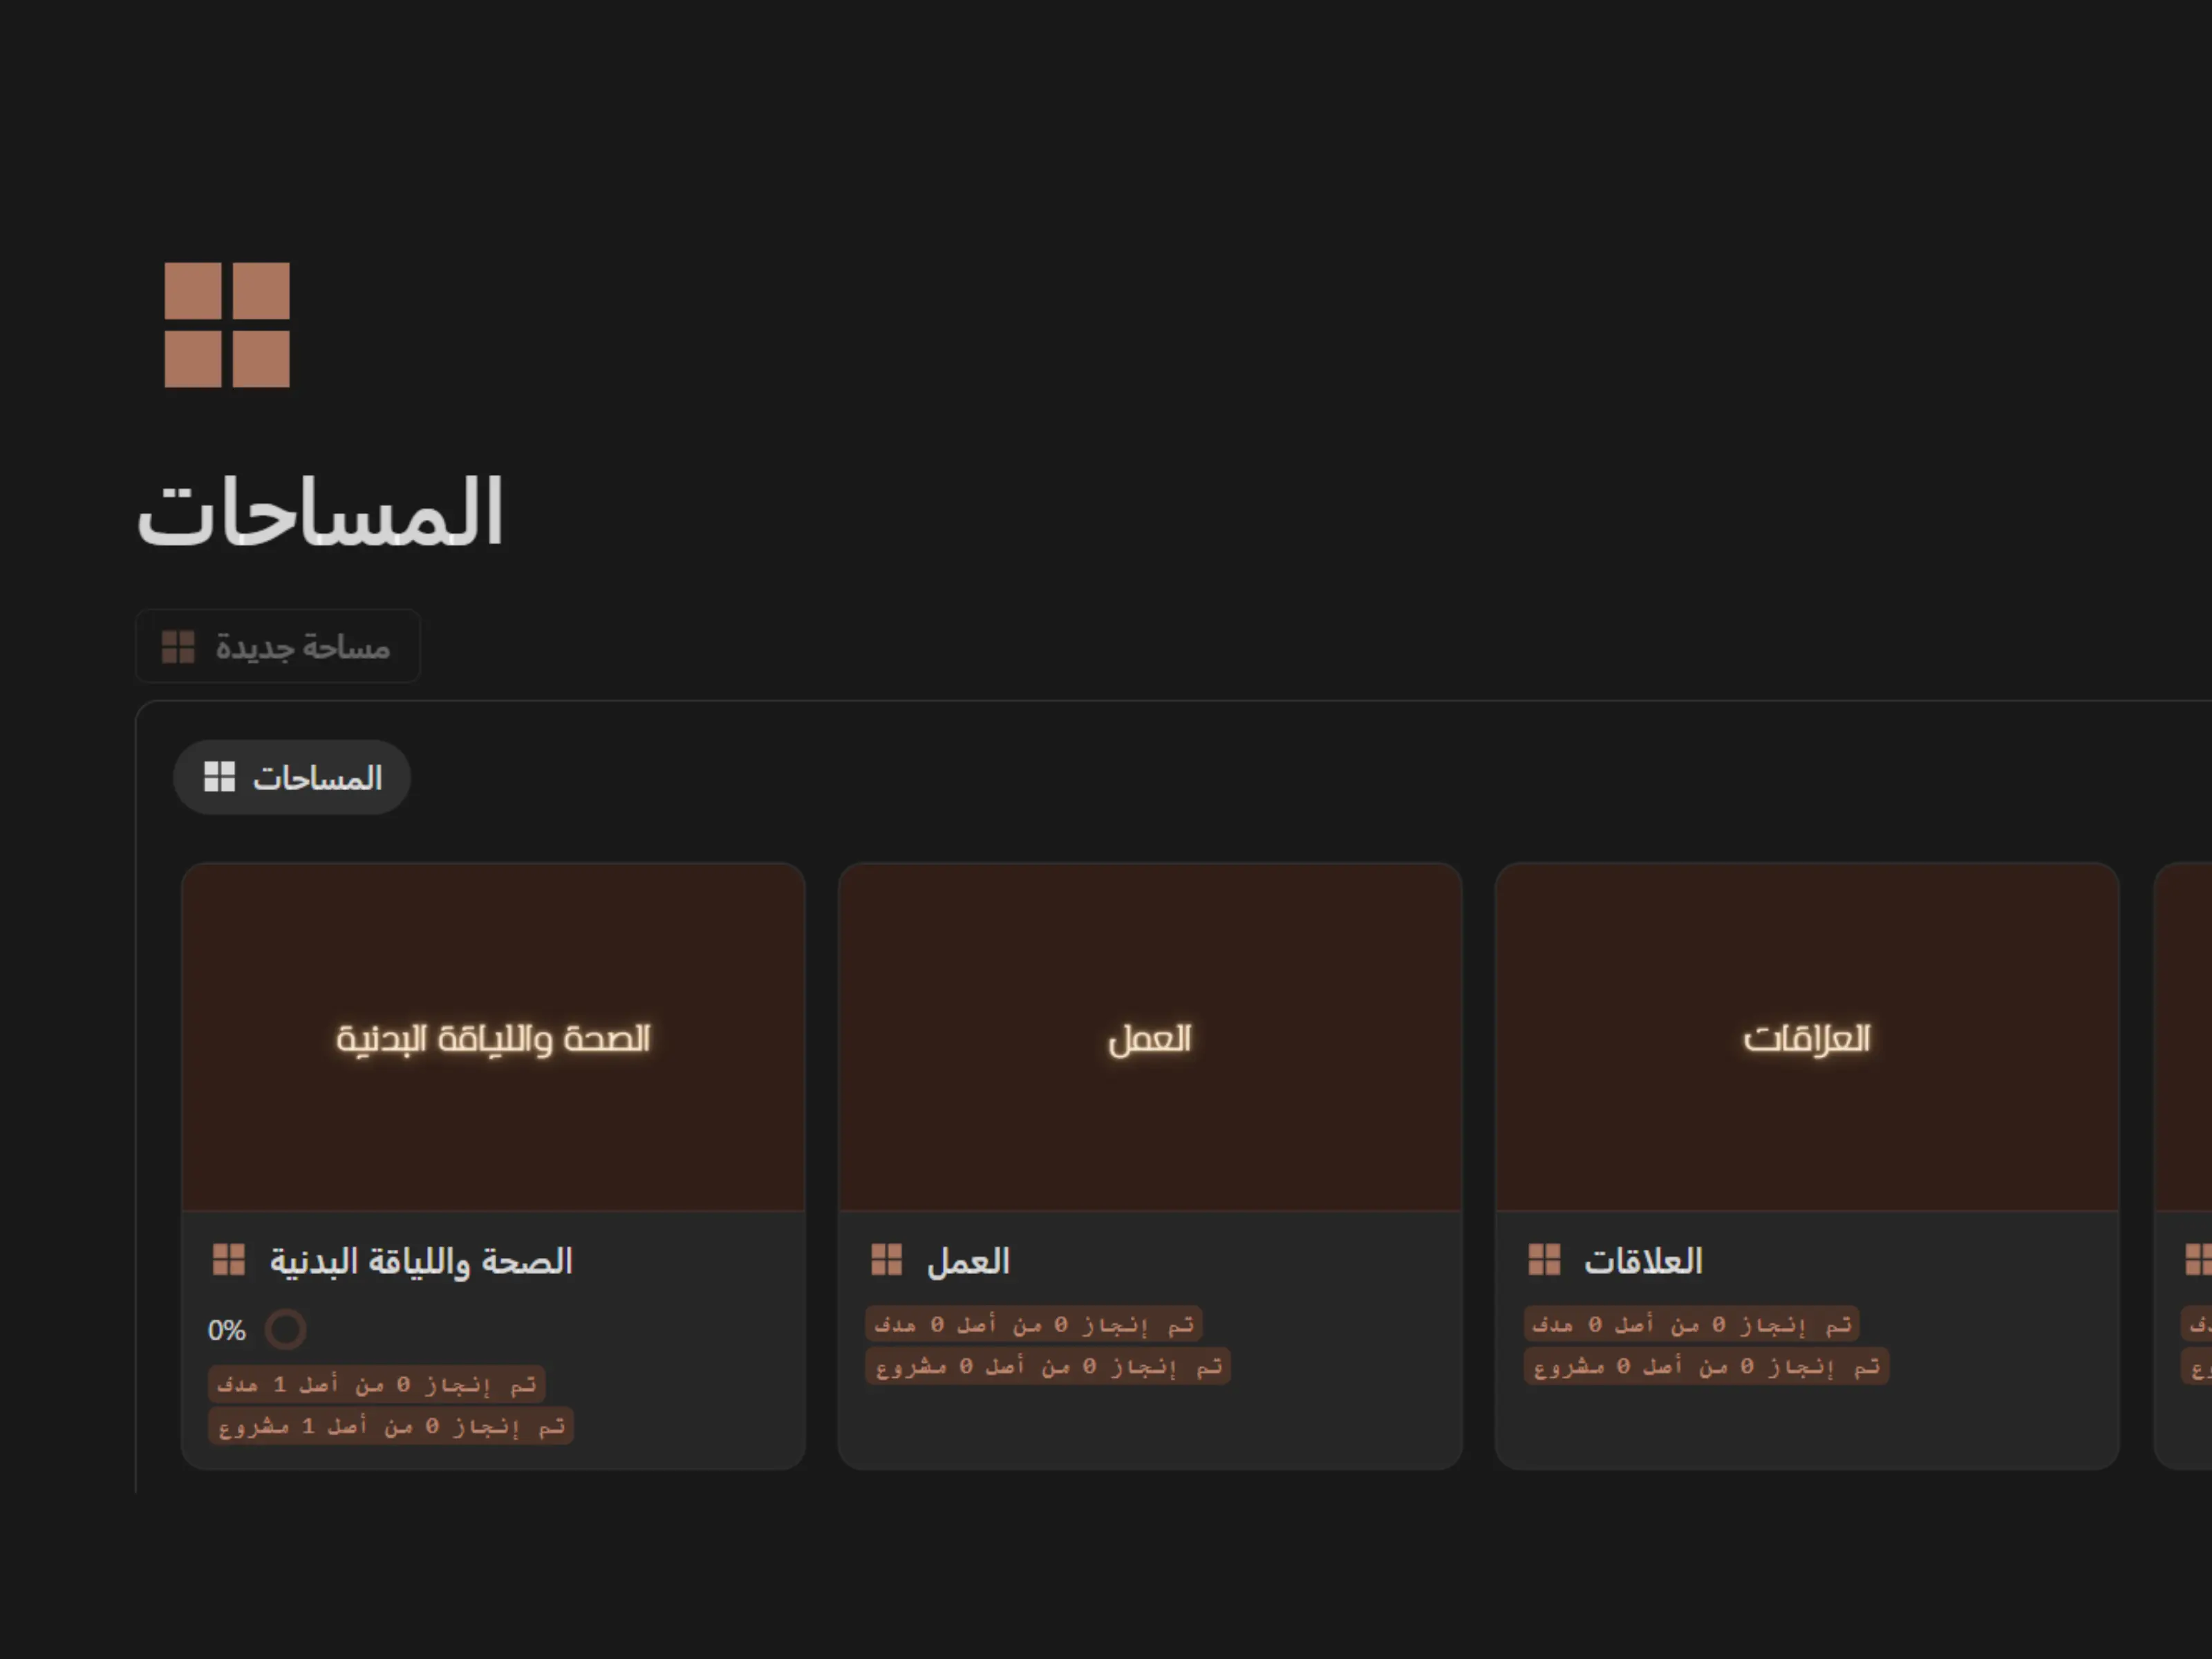 المساحات
مساحة جديدة
المساحات
الصحة واللياقة البدنية
الصحة واللياقة البدنية
0%
تم إنجاز 0 من أصل 1 هدف
تم إنجاز 0 من أصل 1 مشروع
العمل
العمل
تم إنجاز 0 من أصل 0 هدف
تم إنجاز 0 من أصل 0 مشروع
العلاقات
العلاقات
تم إنجاز 0 من أصل 0 هدف
تم إنجاز 0 من أصل 0 مشروع